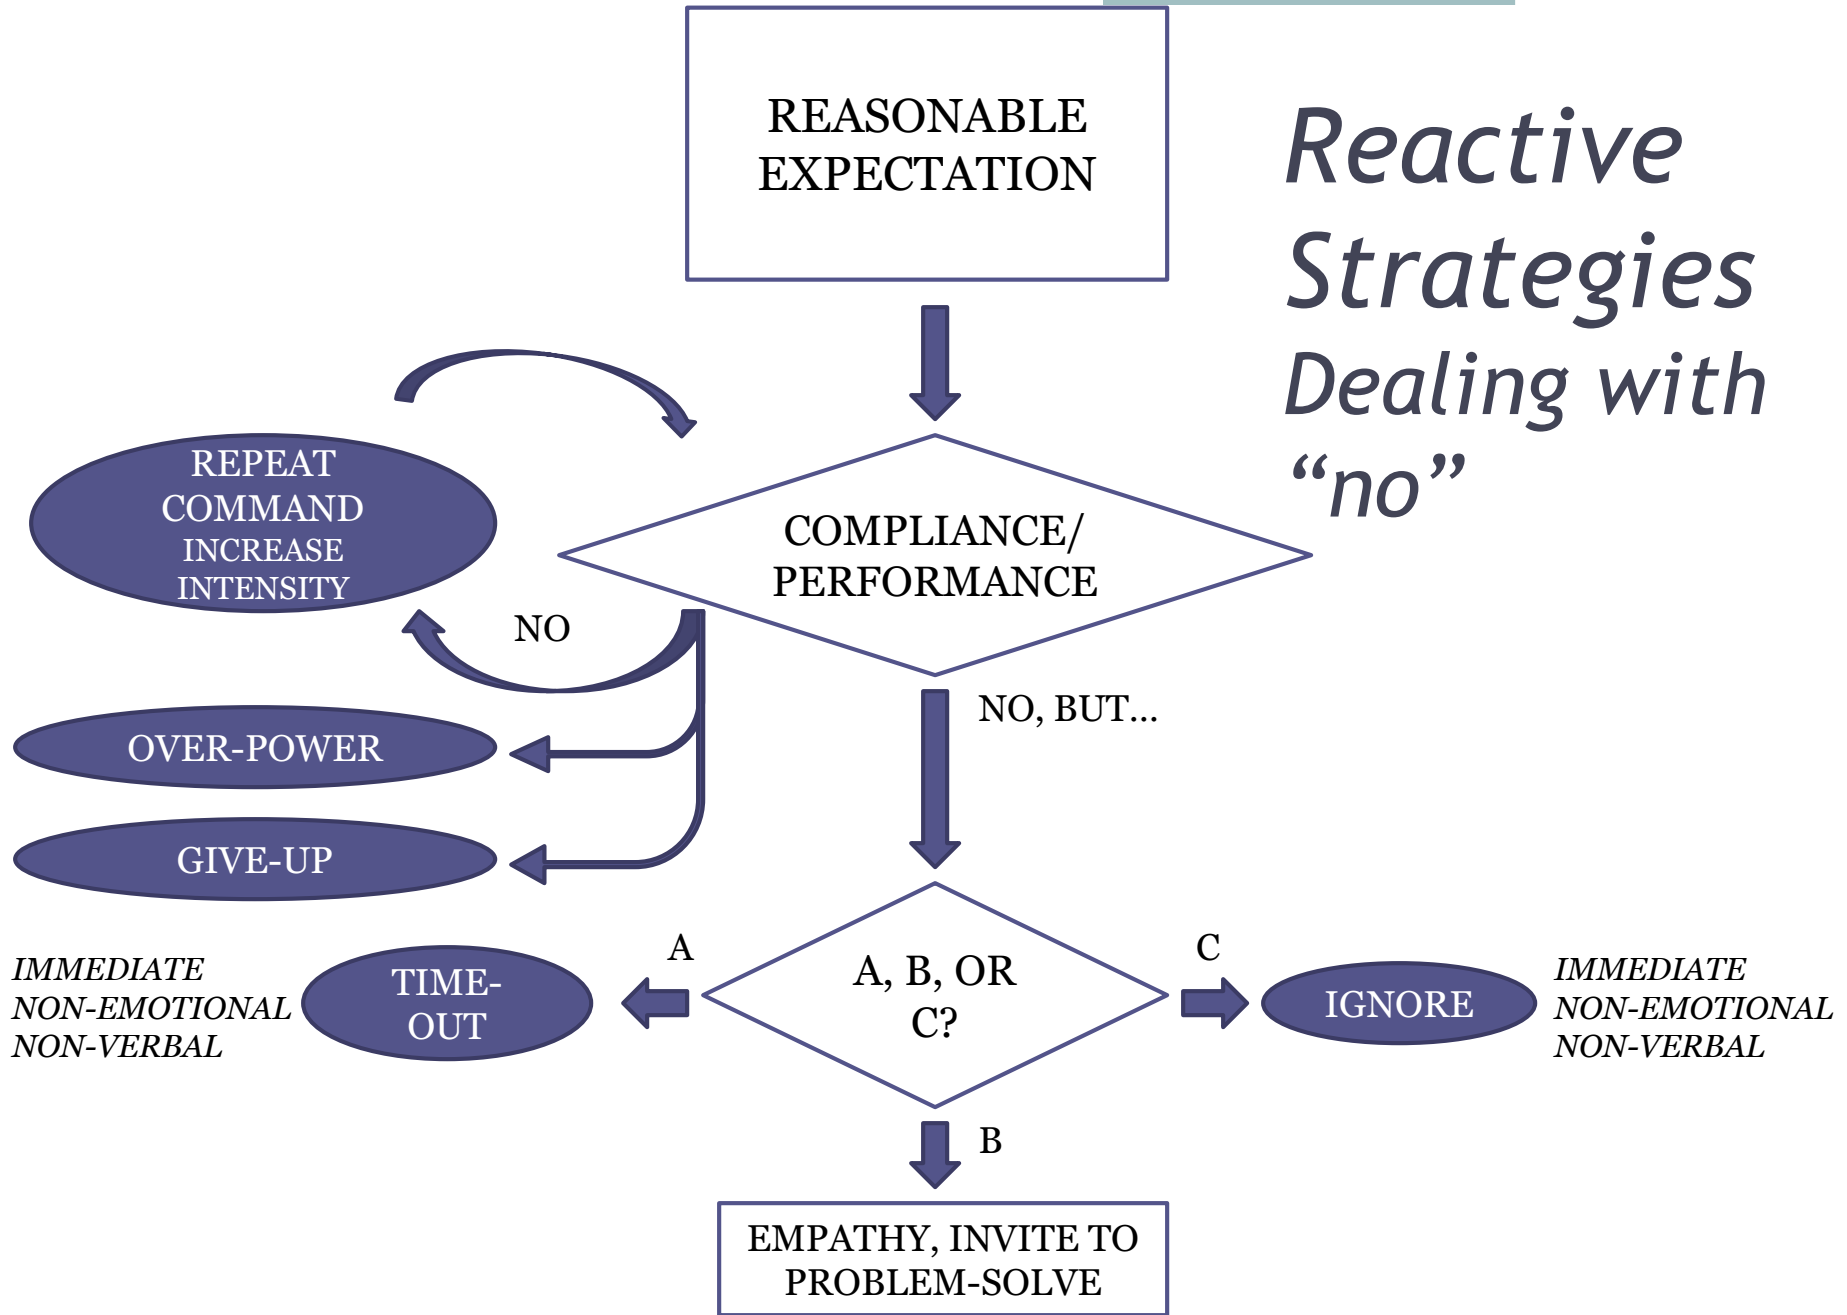 REASONABLE
EXPECTATION
Reactive
Strategies
Dealing with
“no”
REPEAT
COMMAND
INCREASE
INTENSITY
COMPLIANCE/
PERFORMANCE
NO
NO, BUT...
OVER-POWER
GIVE-UP
IMMEDIATE
NON-EMOTIONAL
NON-VERBAL
TIME-
OUT
A
A, B, OR
C?
C
IGNORE
IMMEDIATE
NON-EMOTIONAL
NON-VERBAL
B
EMPATHY, INVITE TO
PROBLEM-SOLVE